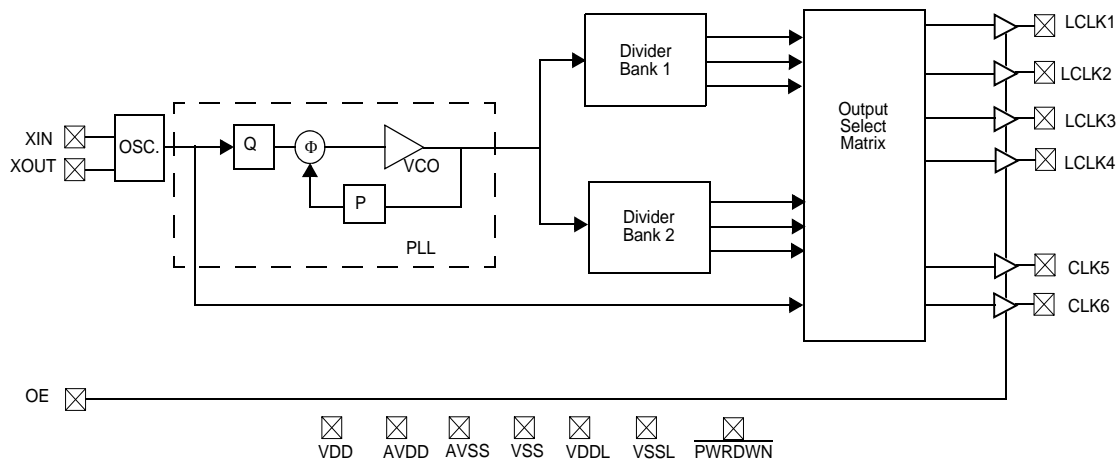 LCLK1
Divider
Bank 1
LCLK2
Output
Select
Matrix
LCLK3
XIN
OSC.
Q
Φ
VCO
XOUT
LCLK4
P
Divider
Bank 2
PLL
CLK5
CLK6
OE
VDD
AVDD
AVSS
VSS
VDDL
VSSL
PWRDWN